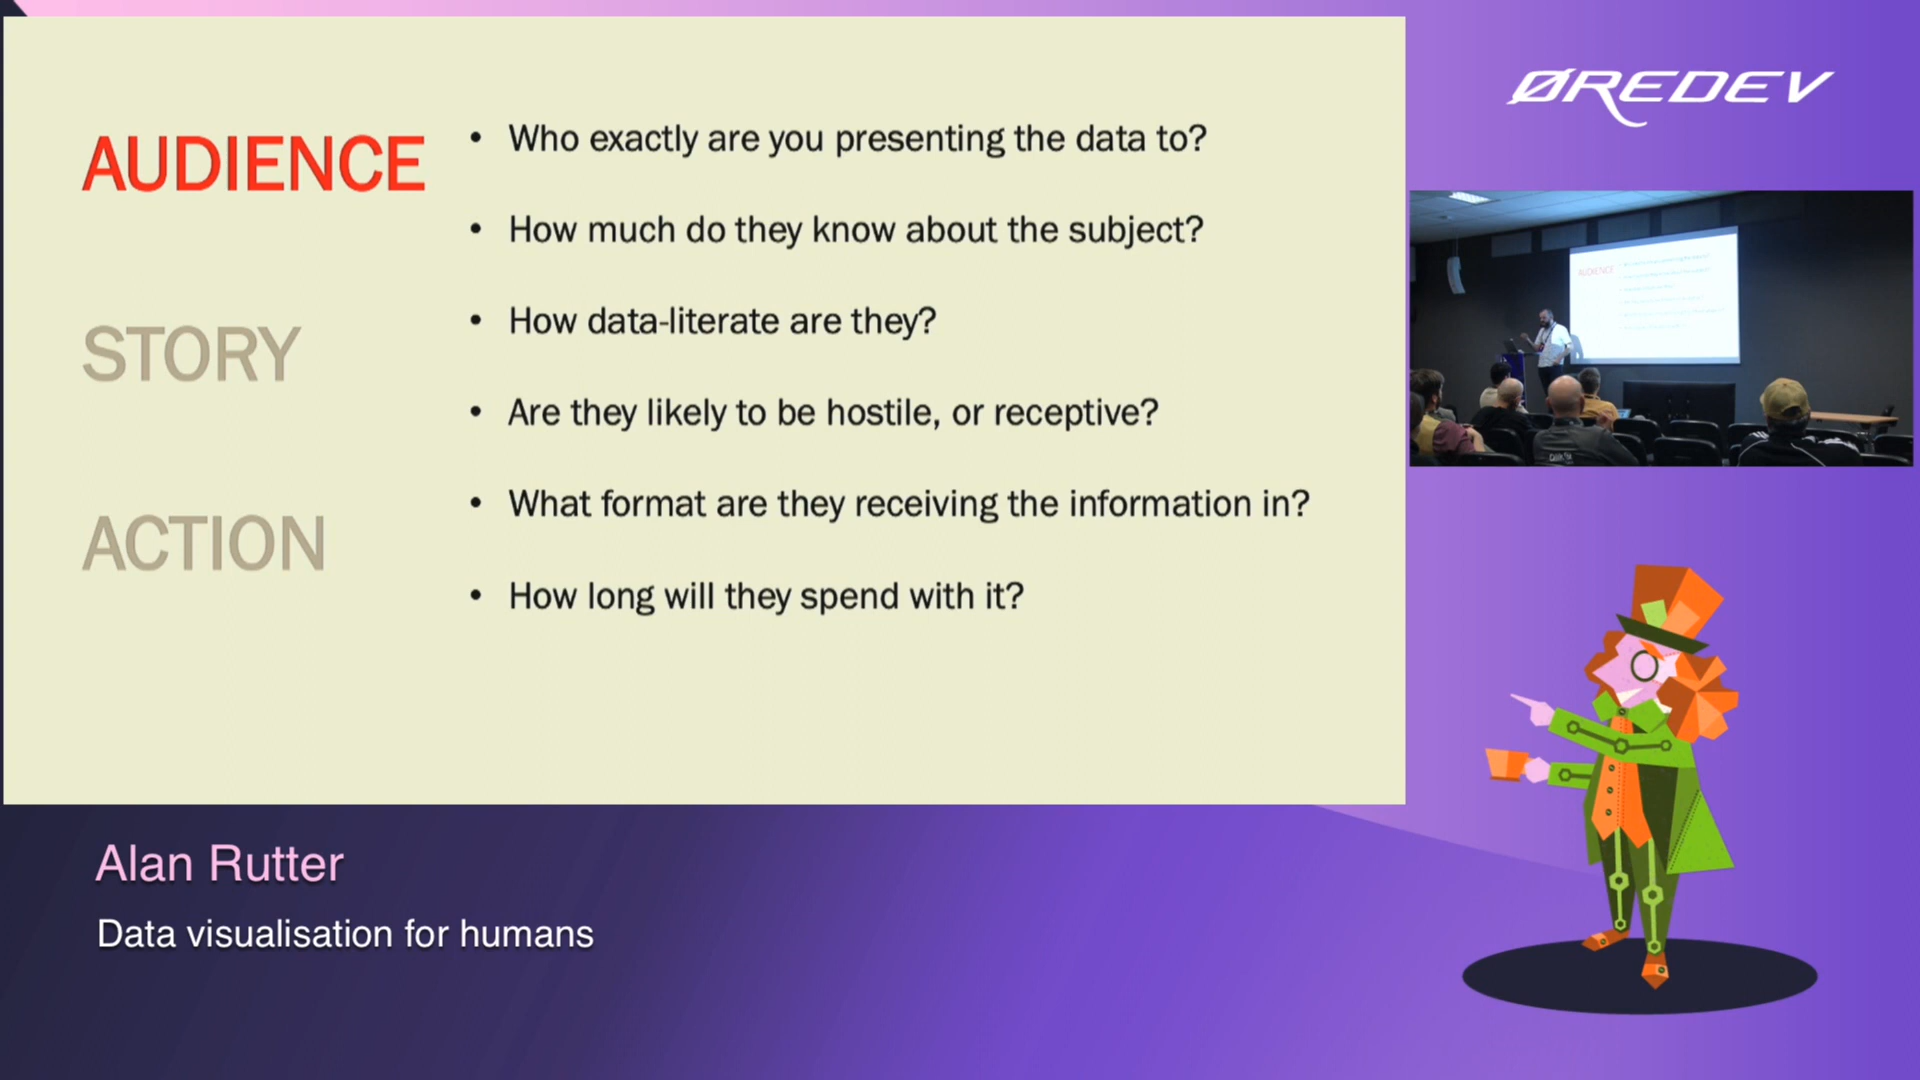 AUDIENCE
• Who exactly are you presenting the data to?
• How much do they know about the subject?
• How data-literate are they?
• Are they likely to be hostile, or receptive?
• What format are they receiving the information in?
• How long will they spend with it?
STORY
ACTION
ØREDEV
AUDIENCE
Alan Rutter
Data visualisation for humans